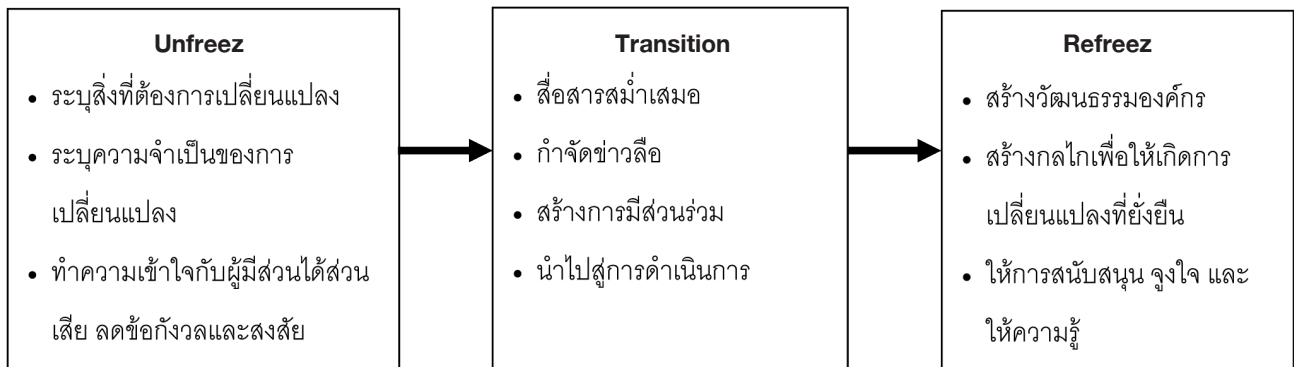 Unfreez
• ระบุสิ่งที่ต้องการเปลี่ยนแปลง
• ระบุความจำเป็นของการ
เปลี่ยนแปลง
• ทำความเข้าใจกับผู้มีส่วนได้ส่วน
เสีย ลดข้อกังวลและสงสัย
Transition
• สื่อสารสม่ำเสมอ
• กำจัดข่าวลือ
• สร้างการมีส่วนร่วม
• นำไปสู่การดำเนินการ
Refreez
• สร้างวัฒนธรรมองค์กร
• สร้างกลไกเพื่อให้เกิดการ
เปลี่ยนแปลงที่ยั่งยืน
• ให้การสนับสนุน จูงใจ และ
ให้ความรู้